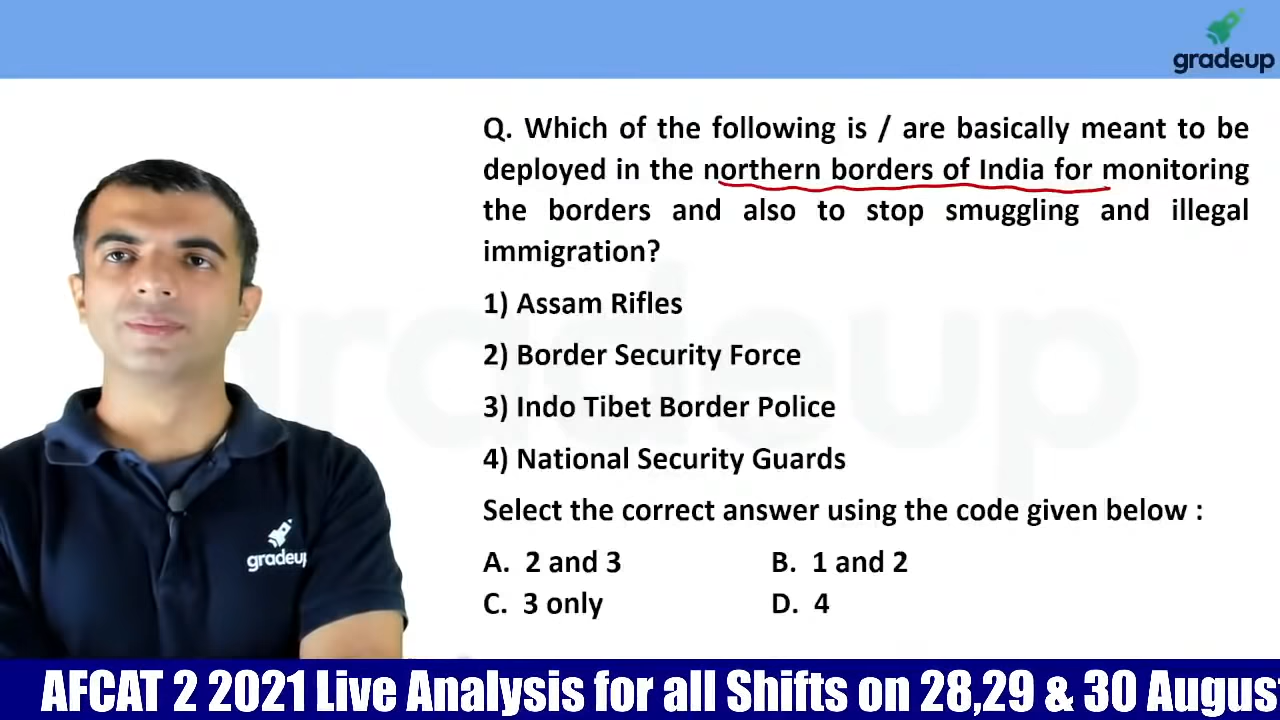 gradeup
Q. Which of the following is / are basically meant to be
deployed in the northern borders of India for monitoring
the borders and also to stop smuggling and illegal
immigration?
1) Assam Rifles
2) Border Security Force
3) Indo Tibet Border Police
4) National Security Guards
Select the correct answer using the code given below :
A. 2 and 3 B. 1 and 2
C. 3 only D. 4
gradeup
gradeup
AFCAT 2 2021 Live Analysis for all Shifts on 28,29 & 30 Augus